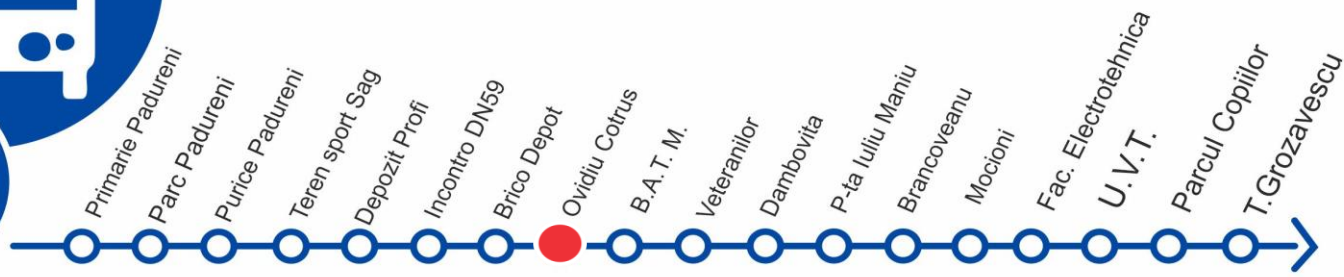 Primarie Padureni
Parc Padureni
Purice Padureni
Teren sport Sag
Depozit Profi
Incontro DN59
Brico Depot
Ovidiu Cotrus
B.A.T.M.
Veteranilor
Dambovita
P-ta Iuliu Maniu
Brancoveanu
Mocioni
Fac. Electrotehnica
U.V.T.
Parcul Copiilor
T.Grozavescu